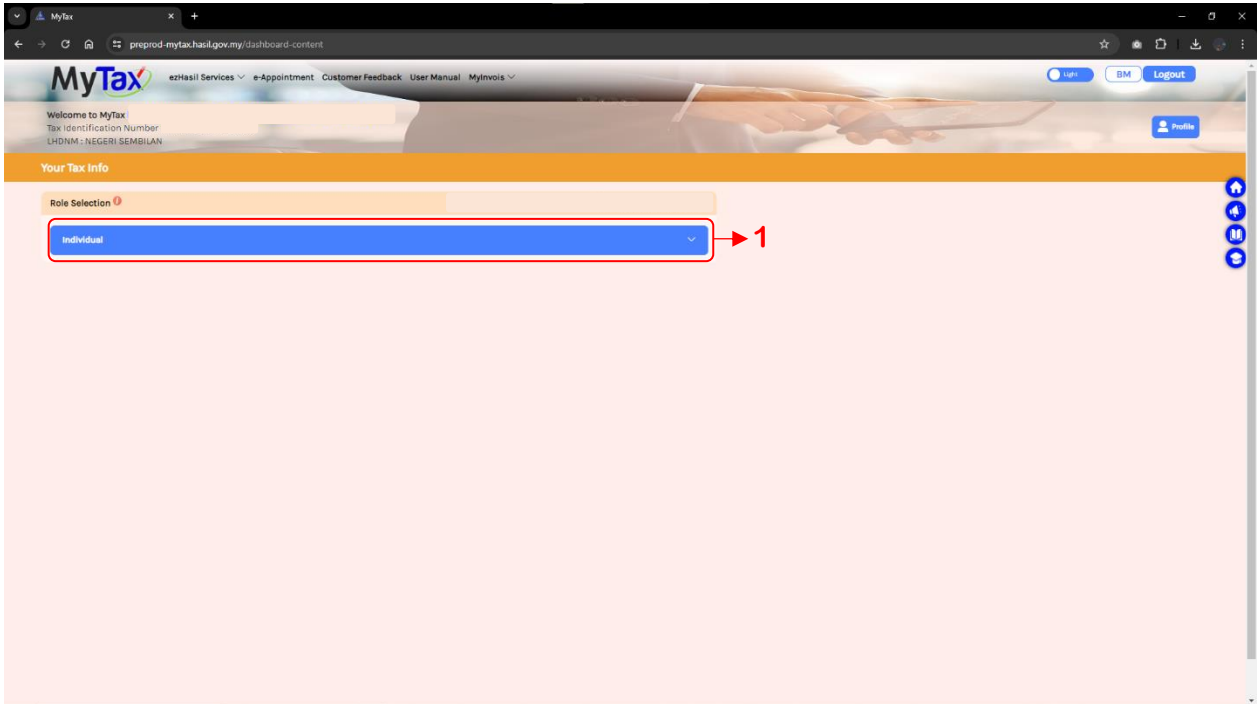 MyTax
preprod-mytax.hasil.gov.my/dashboard-content
MyTax ezHasil Services e-Appointment Customer Feedback User Manual MyInvois Light BM Logout
Welcome to MyTax
Tax Identification Number
LHDNM : NEGERI SEMBILAN
Profile
Your Tax Info
Role Selection
Individual
1